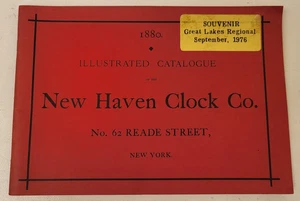 1880.
SOUVENIR
Great Lakes Regional
September, 1976
ILLUSTRATED CATALOGUE
New Haven Clock Co.
No. 62 READE STREET,
NEW YORK.